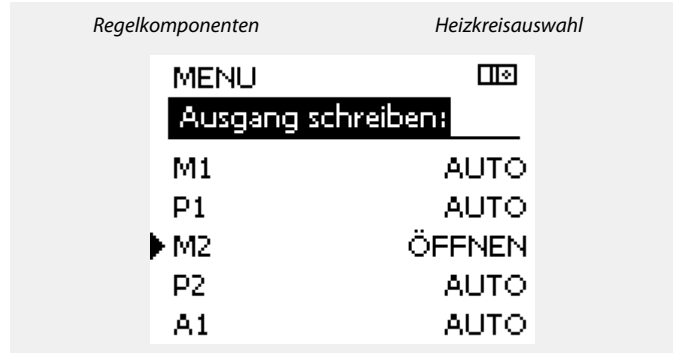 Regelkomponenten Heizkreisauswahl
MENU
Ausgang schreiben:
M1 AUTO
P1 AUTO
M2 ÖFFNEN
P2 AUTO
A1 AUTO